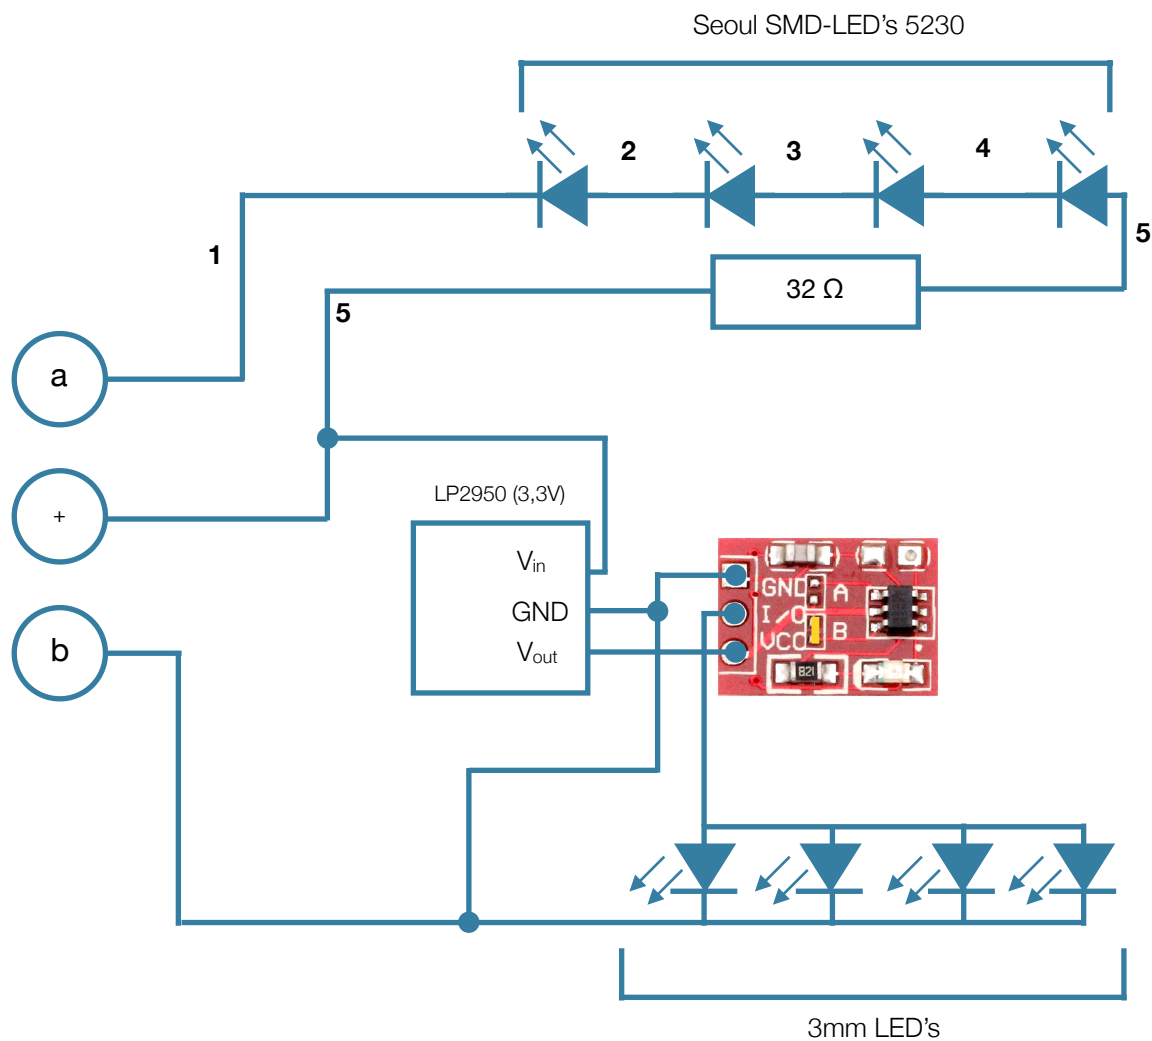 Seoul SMD-LED's 5230
2
3
4
1
5
32 Ω
5
a
+
b
LP2950 (3,3V)
Vin
GND
Vout
GND
A
I/O
B
VCC
821
3mm LED's